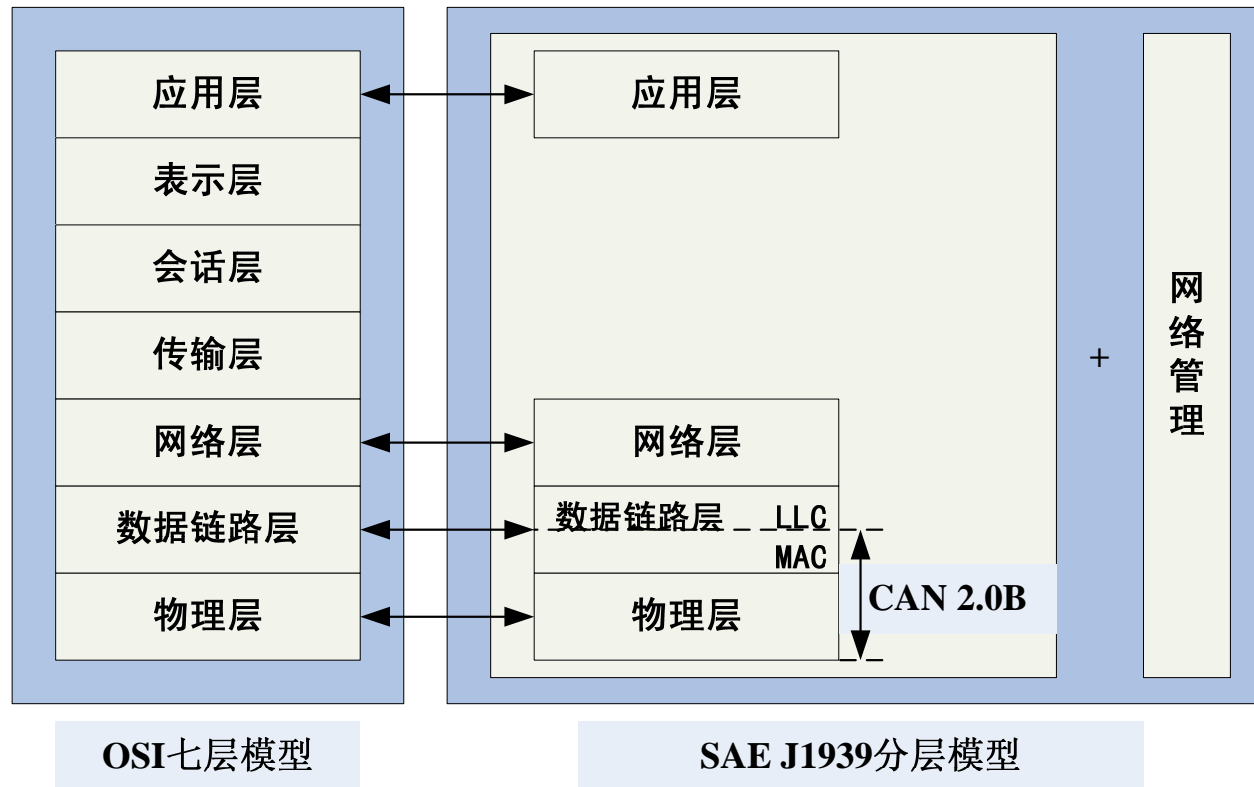 应用层
表示层
会话层
传输层
网络层
数据链路层
物理层
应用层
网络层
数据链路层 LLC
MAC
物理层
CAN 2.0B
+
网络管理
OSI七层模型
SAE J1939分层模型